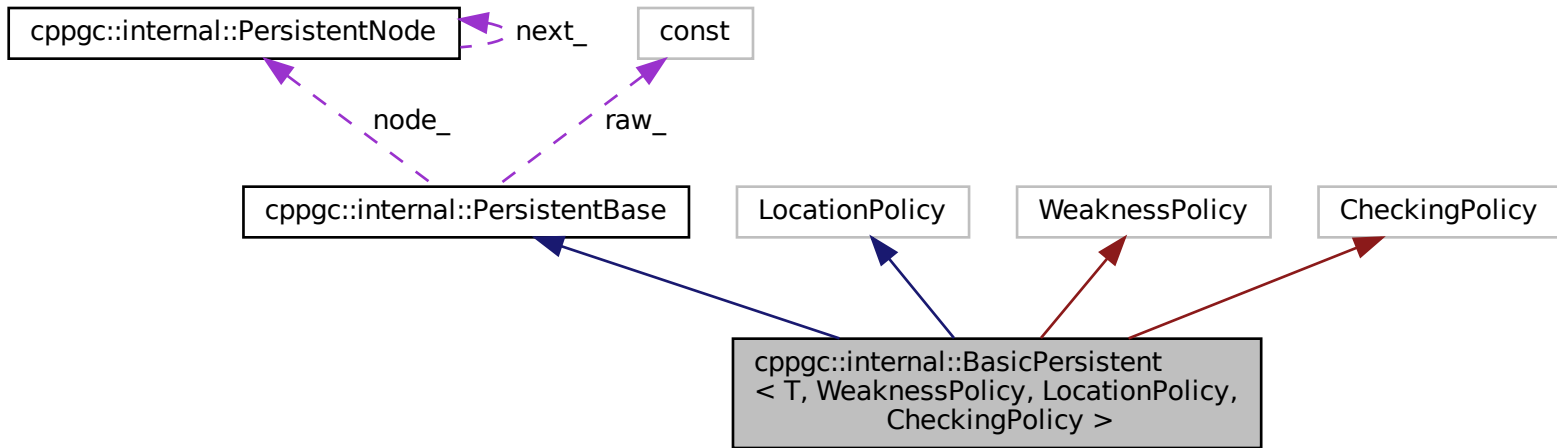 cppgc::internal::PersistentNode
next_
const
node_
raw_
cppgc::internal::PersistentBase
LocationPolicy
WeaknessPolicy
CheckingPolicy
cppgc::internal::BasicPersistent
< T, WeaknessPolicy, LocationPolicy,
CheckingPolicy >